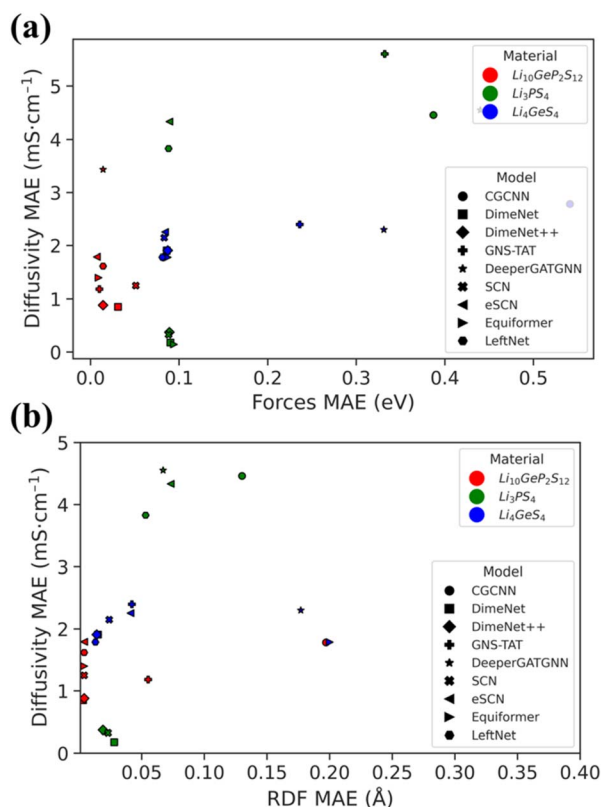 (a)
Diffusivity MAE (mS·cm⁻¹)
5
4
3
2
1
0
0.0 0.1 0.2 0.3 0.4 0.5
Forces MAE (eV)
Material
Li₁₀GeP₂S₁₂
Li₃PS₄
Li₄GeS₄
Model
CGCNN
DimeNet
DimeNet++
GNS-TAT
DeeperGATGNN
SCN
eSCN
Equiformer
LeftNet
(b)
Diffusivity MAE (mS·cm⁻¹)
5
4
3
2
1
0
0.05 0.10 0.15 0.20 0.25 0.30 0.35 0.40
RDF MAE (Å)
Material
Li₁₀GeP₂S₁₂
Li₃PS₄
Li₄GeS₄
Model
CGCNN
DimeNet
DimeNet++
GNS-TAT
DeeperGATGNN
SCN
eSCN
Equiformer
LeftNet